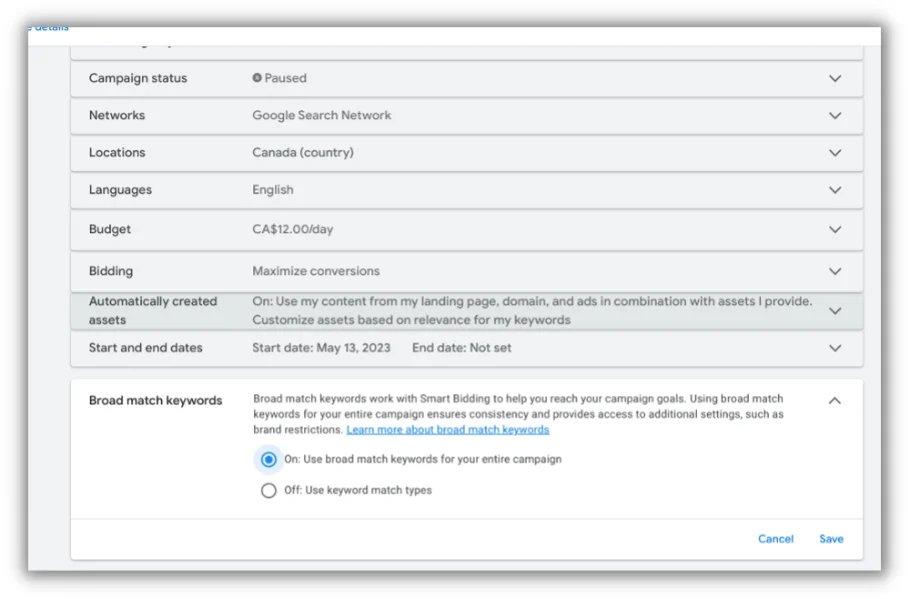 details
Campaign status
Paused
Networks
Google Search Network
Locations
Canada (country)
Languages
English
Budget
CA$12.00/day
Bidding
Maximize conversions
Automatically created
assets
On: Use my content from my landing page, domain, and ads in combination with assets I provide.
Customize assets based on relevance for my keywords
Start and end dates
Start date: May 13, 2023
End date: Not set
Broad match keywords
Broad match keywords work with Smart Bidding to help you reach your campaign goals. Using broad match
keywords for your entire campaign ensures consistency and provides access to additional settings, such as
brand restrictions. Learn more about broad match keywords
On: Use broad match keywords for your entire campaign
Off: Use keyword match types
Cancel
Save